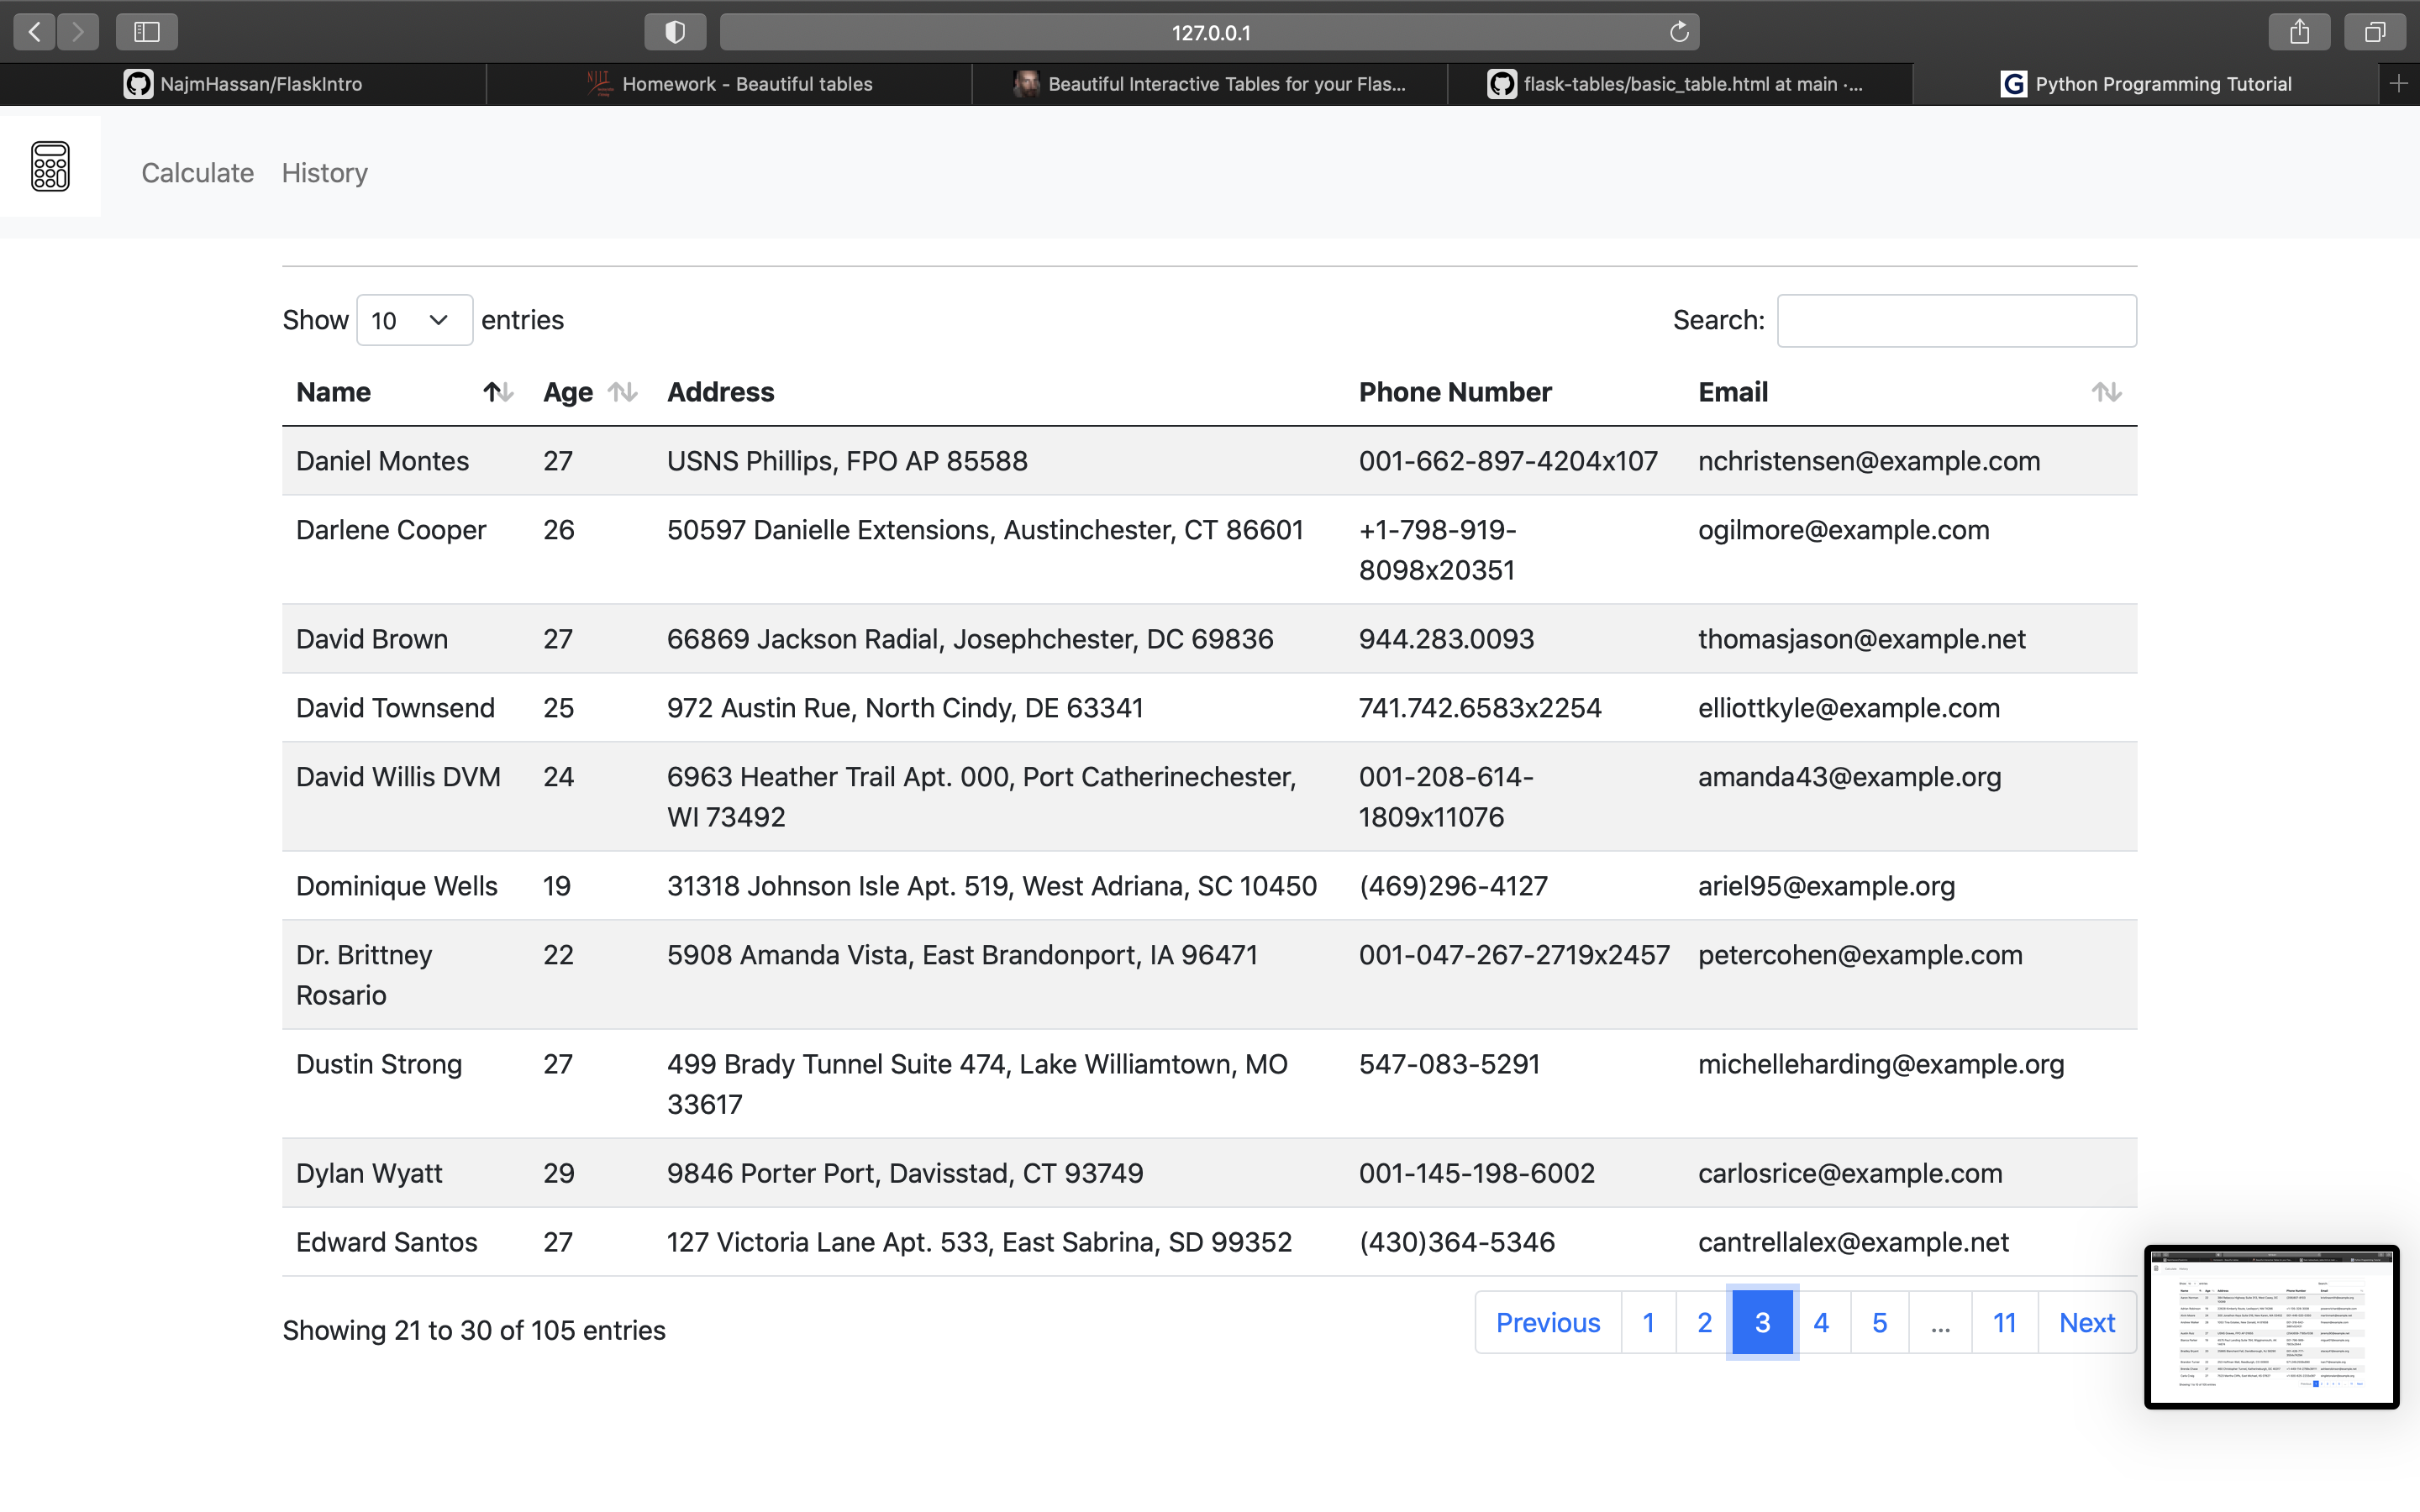 127.0.0.1
NajmHassan/FlaskIntro
Homework - Beautiful tables
Beautiful Interactive Tables for your Flas...
flask-tables/basic_table.html at main ·...
G Python Programming Tutorial
Calculate History
Show 10 entries
Search:
Name Age Address Phone Number Email
Daniel Montes 27 USNS Phillips, FPO AP 85588 001-662-897-4204x107 nchristensen@example.com
Darlene Cooper 26 50597 Danielle Extensions, Austinchester, CT 86601 +1-798-919-
8098x20351
ogilmore@example.com
David Brown 27 66869 Jackson Radial, Josephchester, DC 69836 944.283.0093 thomasjason@example.net
David Townsend 25 972 Austin Rue, North Cindy, DE 63341 741.742.6583x2254 elliottkyle@example.com
David Willis DVM 24 6963 Heather Trail Apt. 000, Port Catherinechester,
WI 73492
001-208-614-
1809x11076
amanda43@example.org
Dominique Wells 19 31318 Johnson Isle Apt. 519, West Adriana, SC 10450 (469)296-4127 ariel95@example.org
Dr. Brittney
Rosario
22 5908 Amanda Vista, East Brandonport, IA 96471 001-047-267-2719x2457 petercohen@example.com
Dustin Strong 27 499 Brady Tunnel Suite 474, Lake Williamtown, MO
33617
547-083-5291 michelleharding@example.org
Dylan Wyatt 29 9846 Porter Port, Davisstad, CT 93749 001-145-198-6002 carlosrice@example.com
Edward Santos 27 127 Victoria Lane Apt. 533, East Sabrina, SD 99352 (430)364-5346 cantrellalex@example.net
Showing 21 to 30 of 105 entries
Previous 1 2 3 4 5 ... 11 Next